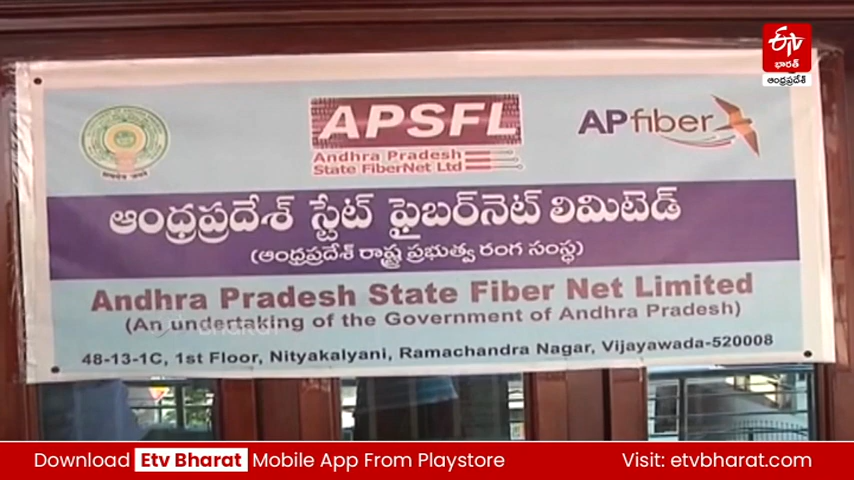 etv
భారత్
ఆంధ్రప్రదేశ్
APSFL
Andhra Pradesh
State FiberNet Ltd
APfiber
ఆంధ్రప్రదేశ్ స్టేట్ ఫైబర్‌నెట్ లిమిటెడ్
(ఆంధ్రప్రదేశ్ రాష్ట్ర ప్రభుత్వ రంగ సంస్థ)
Andhra Pradesh State Fiber Net Limited
(An undertaking of the Government of Andhra Pradesh)
48-13-1C, 1st Floor, Nityakalyani, Ramachandra Nagar, Vijayawada-520008
Download Etv Bharat Mobile App From Playstore
Visit: etvbharat.com